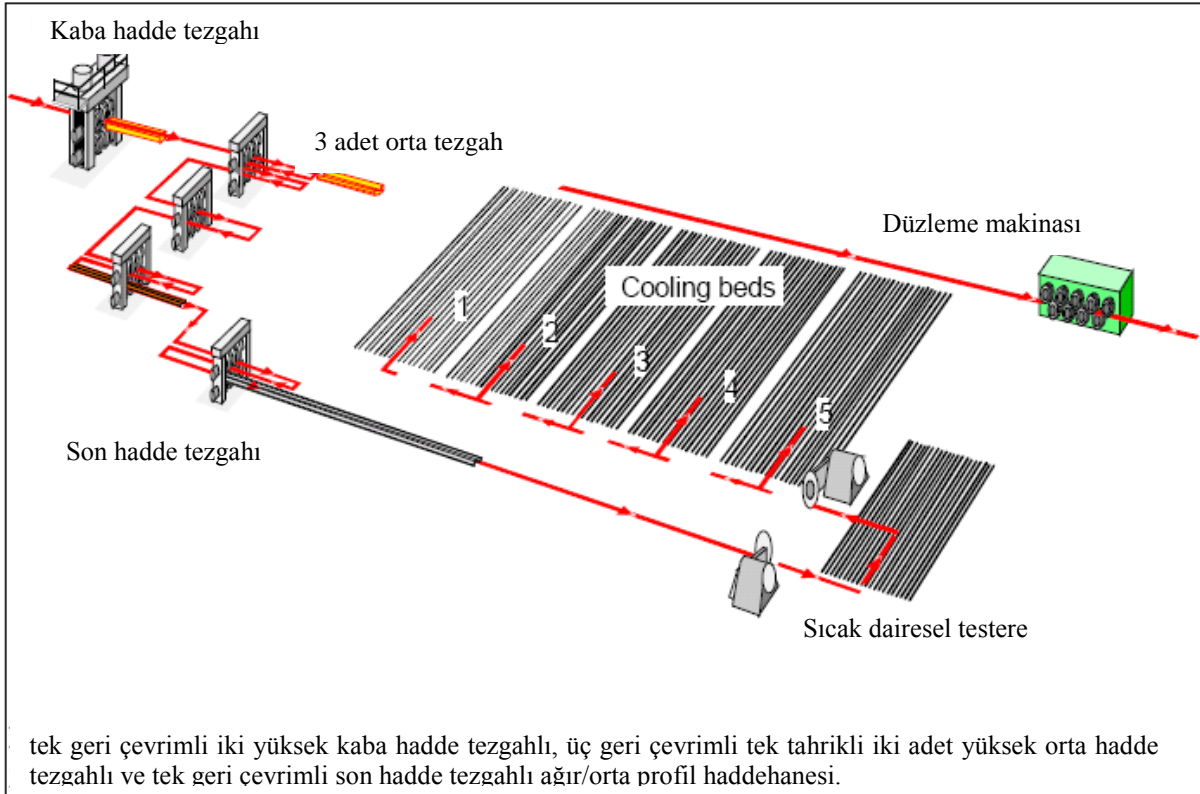 Kaba hadde tezgahı
3 adet orta tezgah
Düzleme makinası
Cooling beds
1
2
3
4
5
Son hadde tezgahı
Sıcak dairesel testere
tek geri çevrimli iki yüksek kaba hadde tezgahlı, üç geri çevrimli tek tahrikli iki adet yüksek orta hadde
tezgahlı ve tek geri çevrimli son hadde tezgahlı ağır/orta profil haddehanesi.